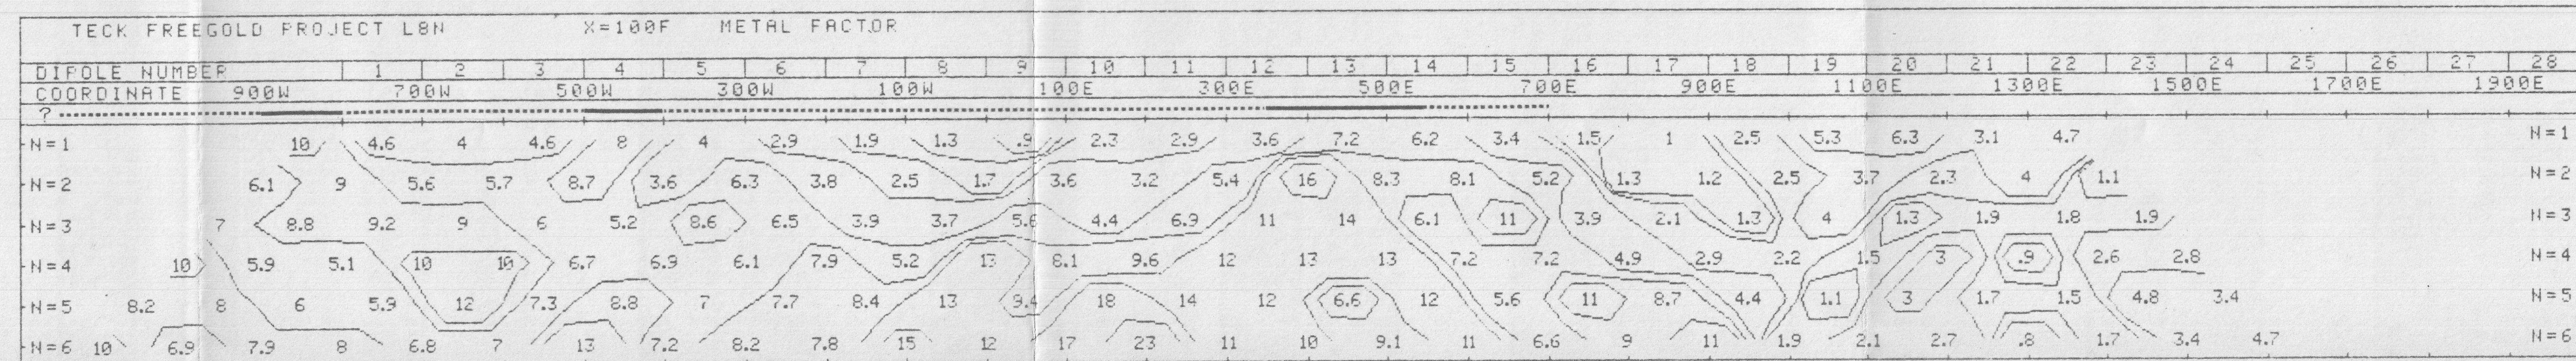 TECK FREEGOLD PROJECT L8N X=100F METAL FACTOR
DIPOLE NUMBER 1 2 3 4 5 6 7 8 9 10 11 12 13 14 15 16 17 18 19 20 21 22 23 24 25 26 27 28
COORDINATE 900W 700W 500W 300W 100W 100E 300E 500E 700E 900E 1100E 1300E 1500E 1700E 1900E
?
N=1 10 4.6 4 4.6 8 4 2.9 1.9 1.3 .9 2.3 2.9 3.6 7.2 6.2 3.4 1.5 1 2.5 5.3 6.3 3.1 4.7 N=1
N=2 6.1 9 5.6 5.7 8.7 3.6 6.3 3.8 2.5 1.7 3.6 3.2 5.4 16 8.3 8.1 5.2 1.3 1.2 2.5 3.7 2.3 4 1.1 N=2
N=3 7 8.8 9.2 9 6 5.2 8.6 6.5 3.9 3.7 5.6 4.4 6.9 11 14 6.1 11 3.9 2.1 1.3 4 1.3 1.9 1.8 1.9 N=3
N=4 10 5.9 5.1 10 10 6.7 6.9 6.1 7.9 5.2 13 8.1 9.6 12 13 13 7.2 7.2 4.9 2.9 2.2 1.5 3 .9 2.6 2.8 N=4
N=5 8.2 8 6 5.9 12 7.3 8.8 7 7.7 8.4 13 9.4 18 14 12 6.6 12 5.6 11 8.7 4.4 1.1 3 1.7 1.5 4.8 3.4 N=5
N=6 10 6.9 7.9 8 6.8 7 13 7.2 8.2 7.8 15 12 17 23 11 10 9.1 11 6.6 9 11 1.9 2.1 2.7 .8 1.7 3.4 4.7 N=6